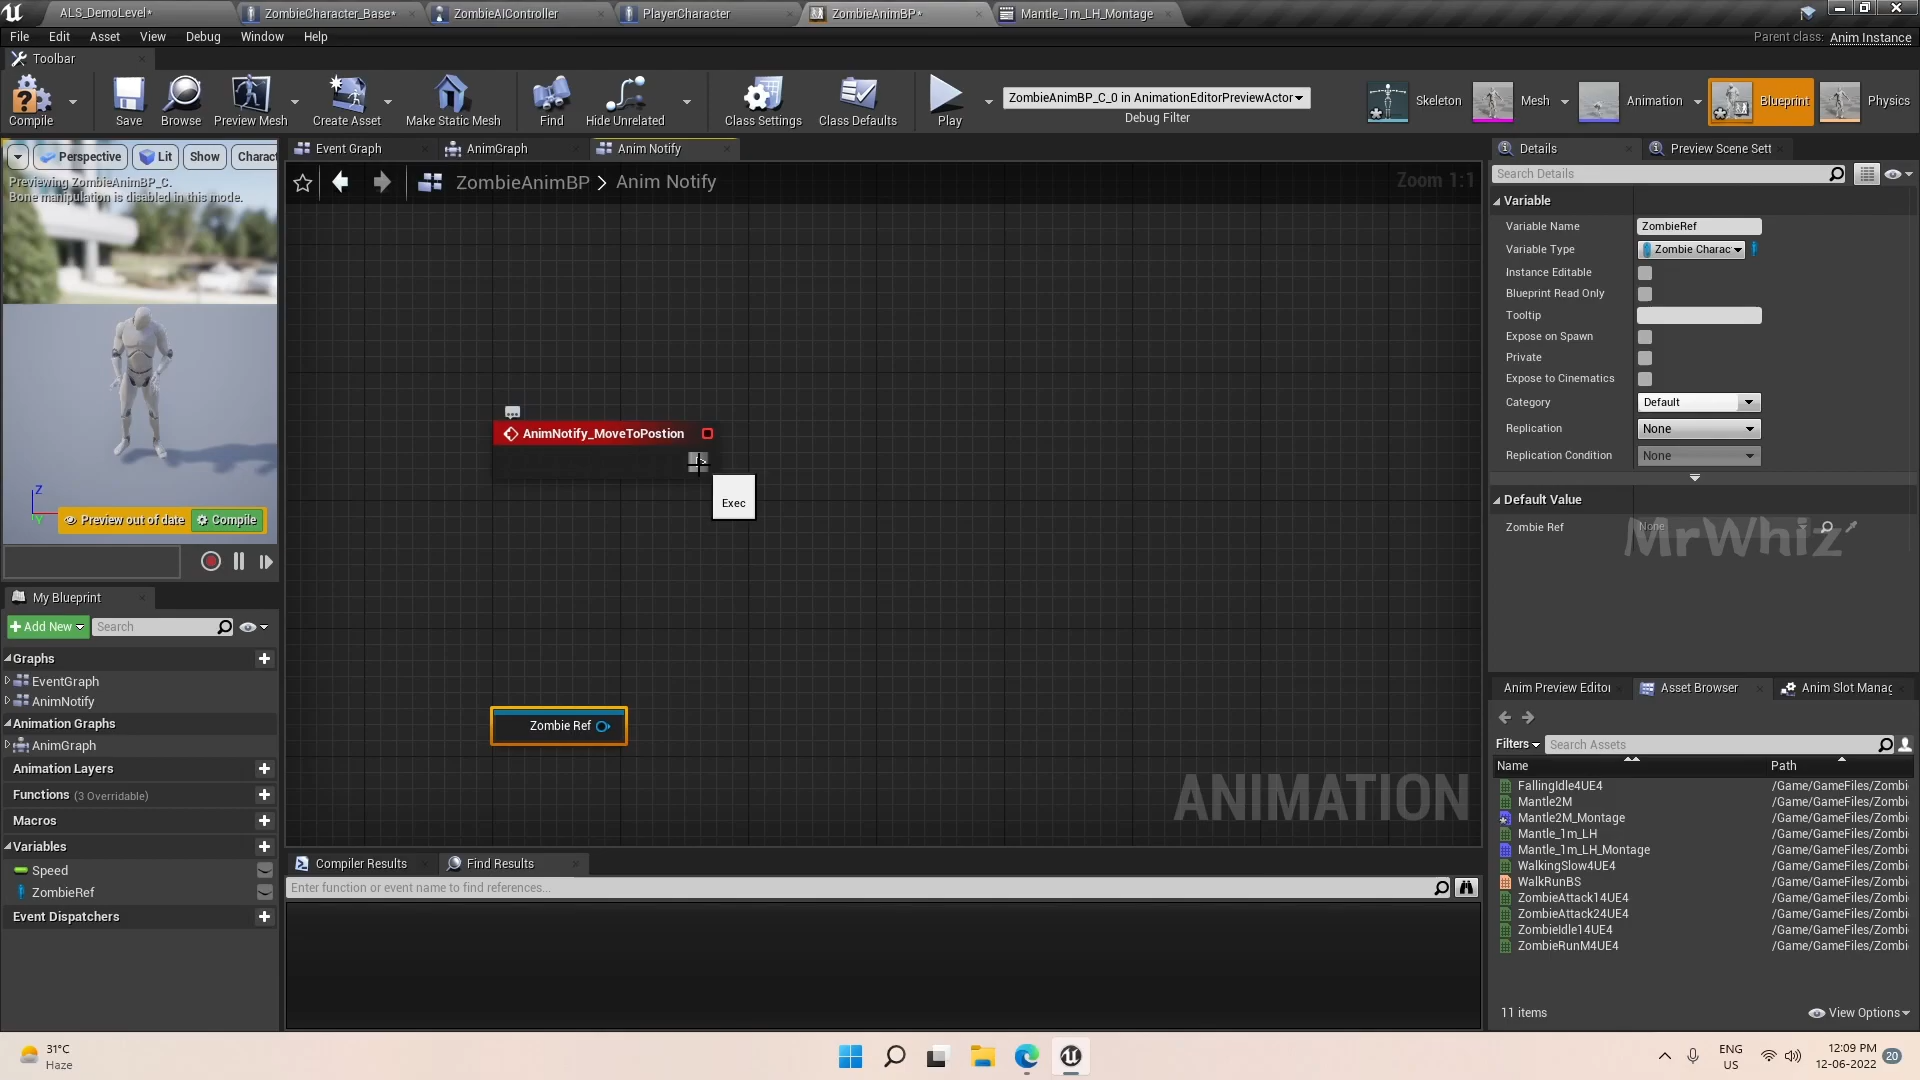 ALS_DemoLevel*
ZombieCharacter_Base*
ZombieAIController
PlayerCharacter
ZombieAnimBP*
Mantle_1m_LH_Montage
File Edit Asset View Debug Window Help
Parent class: Anim Instance
Toolbar
Compile
Save
Browse
Preview Mesh
Create Asset
Make Static Mesh
Find
Hide Unrelated
Class Settings
Class Defaults
Play
ZombieAnimBP_C_0 in AnimationEditorPreviewActor
Debug Filter
Skeleton
Mesh
Animation
Blueprint
Physics
Perspective
Lit
Show
Charact
Previewing ZombieAnimBP_C.
Bone manipulation is disabled in this mode.
Z
Y
Preview out of date
Compile
Event Graph
AnimGraph
Anim Notify
ZombieAnimBP > Anim Notify
Zoom 1:1
AnimNotify_MoveToPostion
Exec
Zombie Ref
ANIMATION
My Blueprint
Add New
Search
Graphs
EventGraph
AnimNotify
Animation Graphs
AnimGraph
Animation Layers
Functions (3 Overridable)
Macros
Variables
Speed
ZombieRef
Event Dispatchers
Compiler Results
Find Results
Enter function or event name to find references...
Details
Preview Scene Sett
Search Details
Variable
Variable Name ZombieRef
Variable Type Zombie Charac
Instance Editable
Blueprint Read Only
Tooltip
Expose on Spawn
Private
Expose to Cinematics
Category Default
Replication None
Replication Condition None
Default Value
Zombie Ref None
MrWhiz
Anim Preview Editor
Asset Browser
Anim Slot Manag
Filters
Search Assets
Name Path
FallingIdle4UE4 /Game/GameFiles/Zombi
Mantle2M /Game/GameFiles/Zombi
Mantle2M_Montage /Game/GameFiles/Zombi
Mantle_1m_LH /Game/GameFiles/Zombi
Mantle_1m_LH_Montage /Game/GameFiles/Zombi
WalkingSlow4UE4 /Game/GameFiles/Zombi
WalkRunBS /Game/GameFiles/Zombi
ZombieAttack14UE4 /Game/GameFiles/Zombi
ZombieAttack24UE4 /Game/GameFiles/Zombi
ZombieIdle14UE4 /Game/GameFiles/Zombi
ZombieRunM4UE4 /Game/GameFiles/Zombi
11 items
View Options
31°C
Haze
ENG
US
12:09 PM
12-06-2022
20